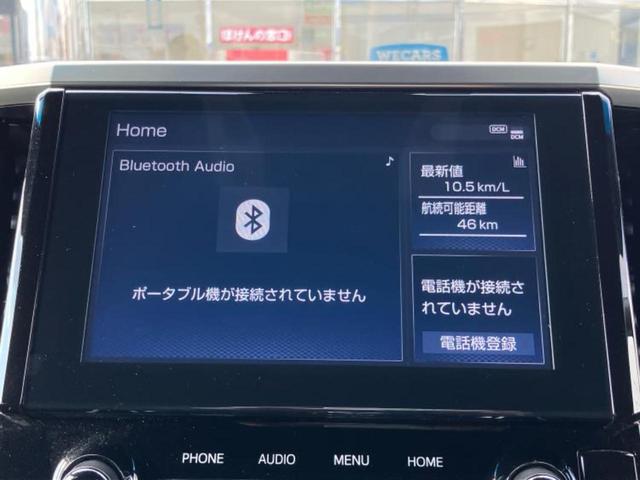 ほけんの窓口
WECARS
Home
DCM
DCM
Bluetooth Audio
ポータブル機が接続されていません
最新値
10.5 km/L
航続可能距離
46 km
電話機が接続さ
れていません
電話機登録
PHONE
AUDIO
MENU
HOME